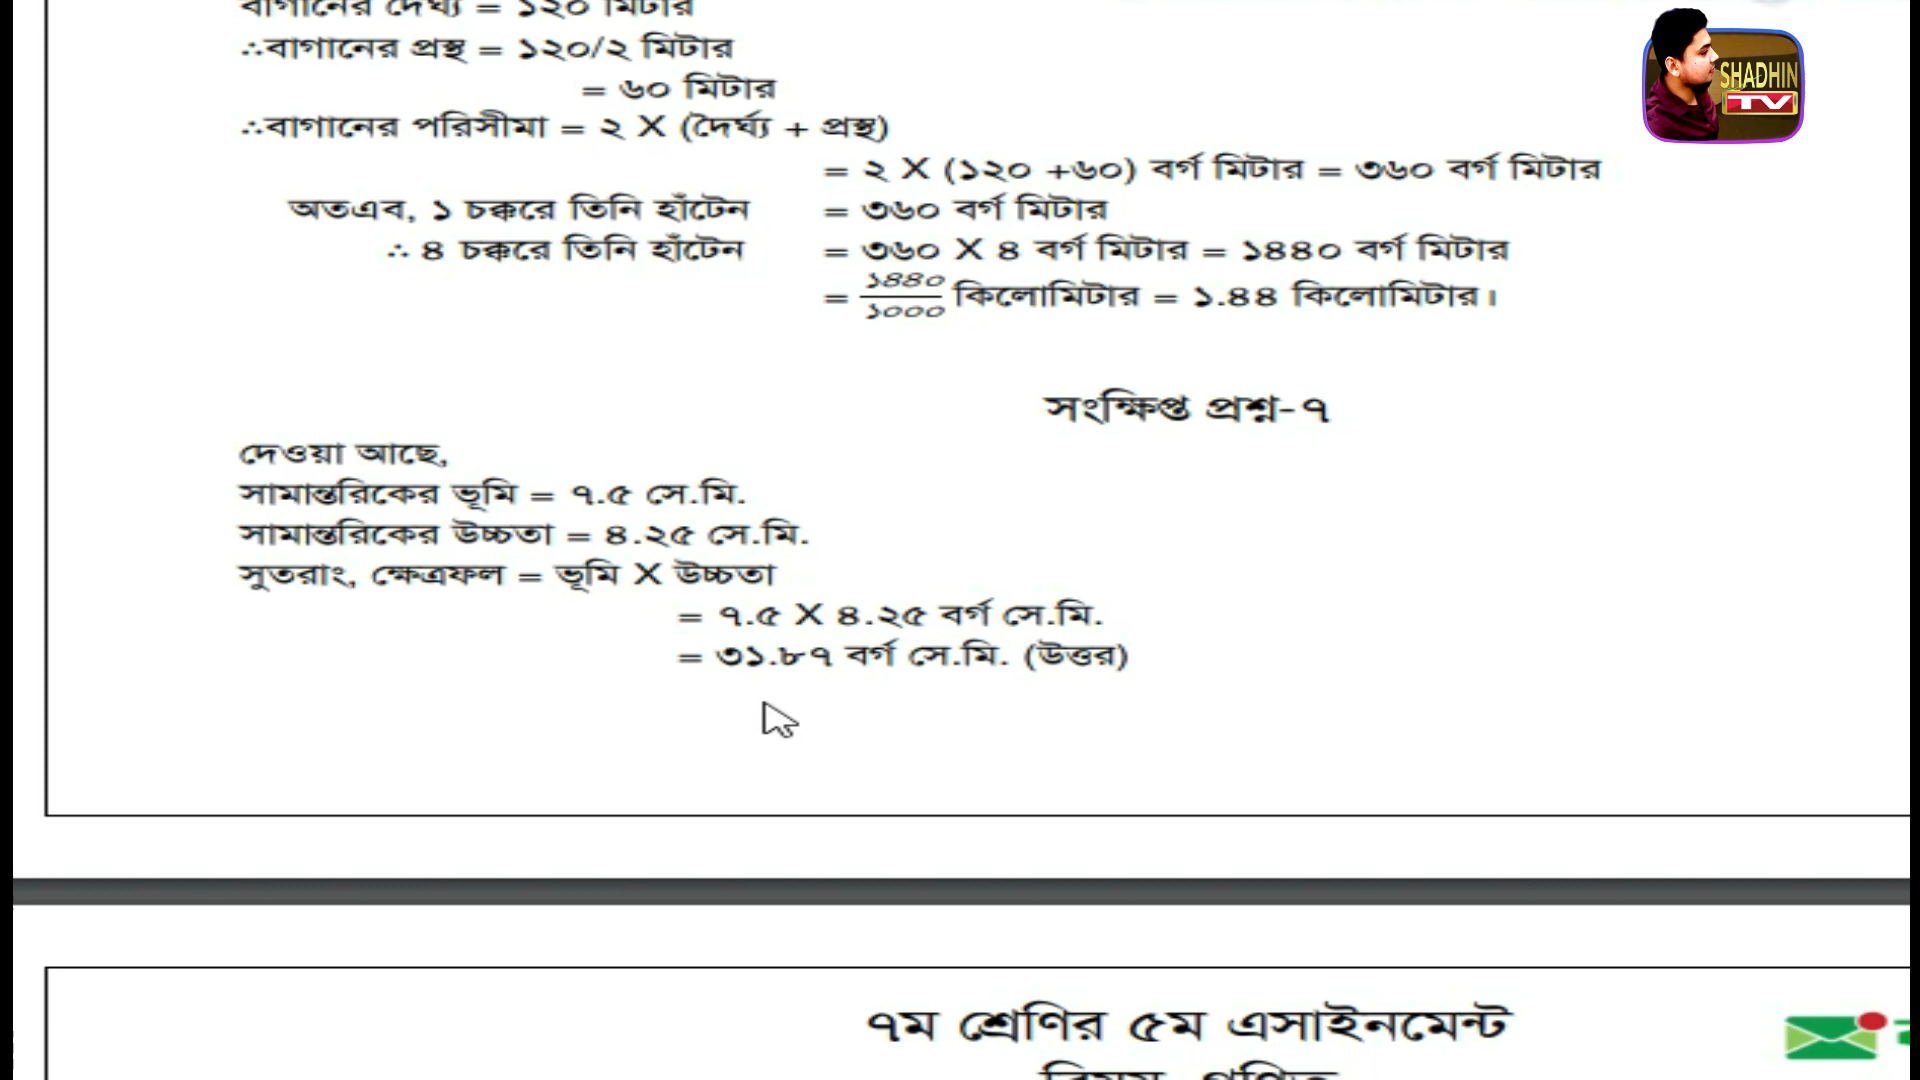 বাগানের দৈর্ঘ্য = ১২০ মিটার
∴বাগানের প্রস্থ = ১২০/২ মিটার
= ৬০ মিটার
∴বাগানের পরিসীমা = ২ X (দৈর্ঘ্য + প্রস্থ)
= ২ X (১২০ +৬০) বর্গ মিটার = ৩৬০ বর্গ মিটার
অতএব, ১ চক্করে তিনি হাঁটেন = ৩৬০ বর্গ মিটার
∴ ৪ চক্করে তিনি হাঁটেন = ৩৬০ X ৪ বর্গ মিটার = ১৪৪০ বর্গ মিটার
= ১৪৪০/১০০০ কিলোমিটার = ১.৪৪ কিলোমিটার।
সংক্ষিপ্ত প্রশ্ন-৭
দেওয়া আছে,
সামান্তরিকের ভূমি = ৭.৫ সে.মি.
সামান্তরিকের উচ্চতা = ৪.২৫ সে.মি.
সুতরাং, ক্ষেত্রফল = ভূমি X উচ্চতা
= ৭.৫ X ৪.২৫ বর্গ সে.মি.
= ৩১.৮৭ বর্গ সে.মি. (উত্তর)
৭ম শ্রেণির ৫ম এসাইনমেন্ট
SHADHIN
TV